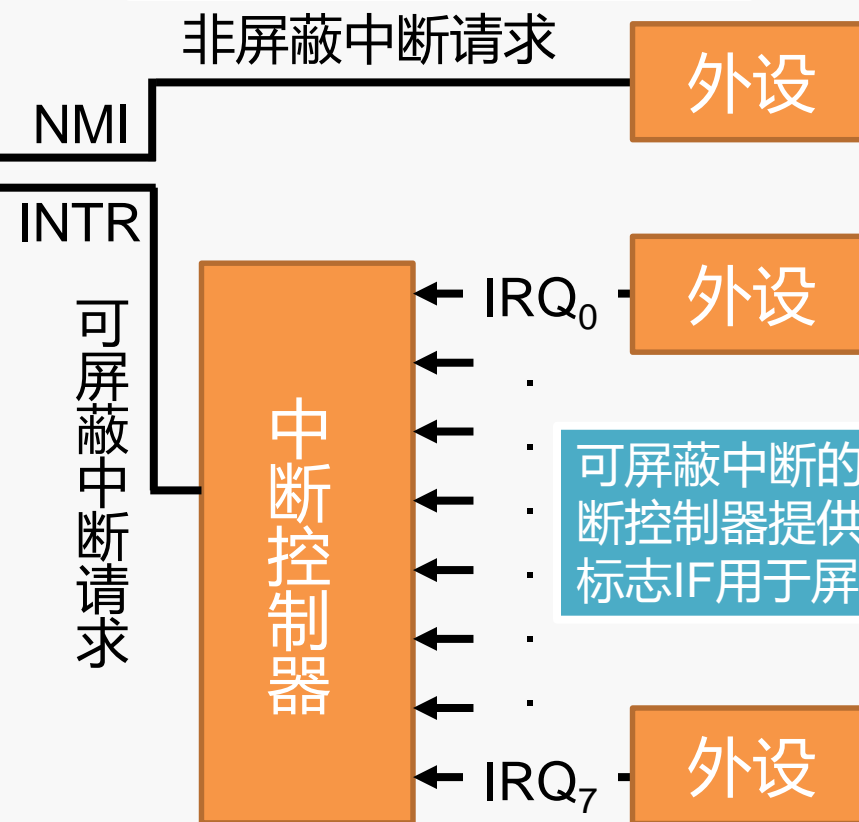 非屏蔽中断请求
外设
NMI
INTR
可屏蔽中断请求
IRQ₀
外设
中断控制器
可屏蔽中断的
断控制器提供
标志IF用于屏
IRQ₇
外设